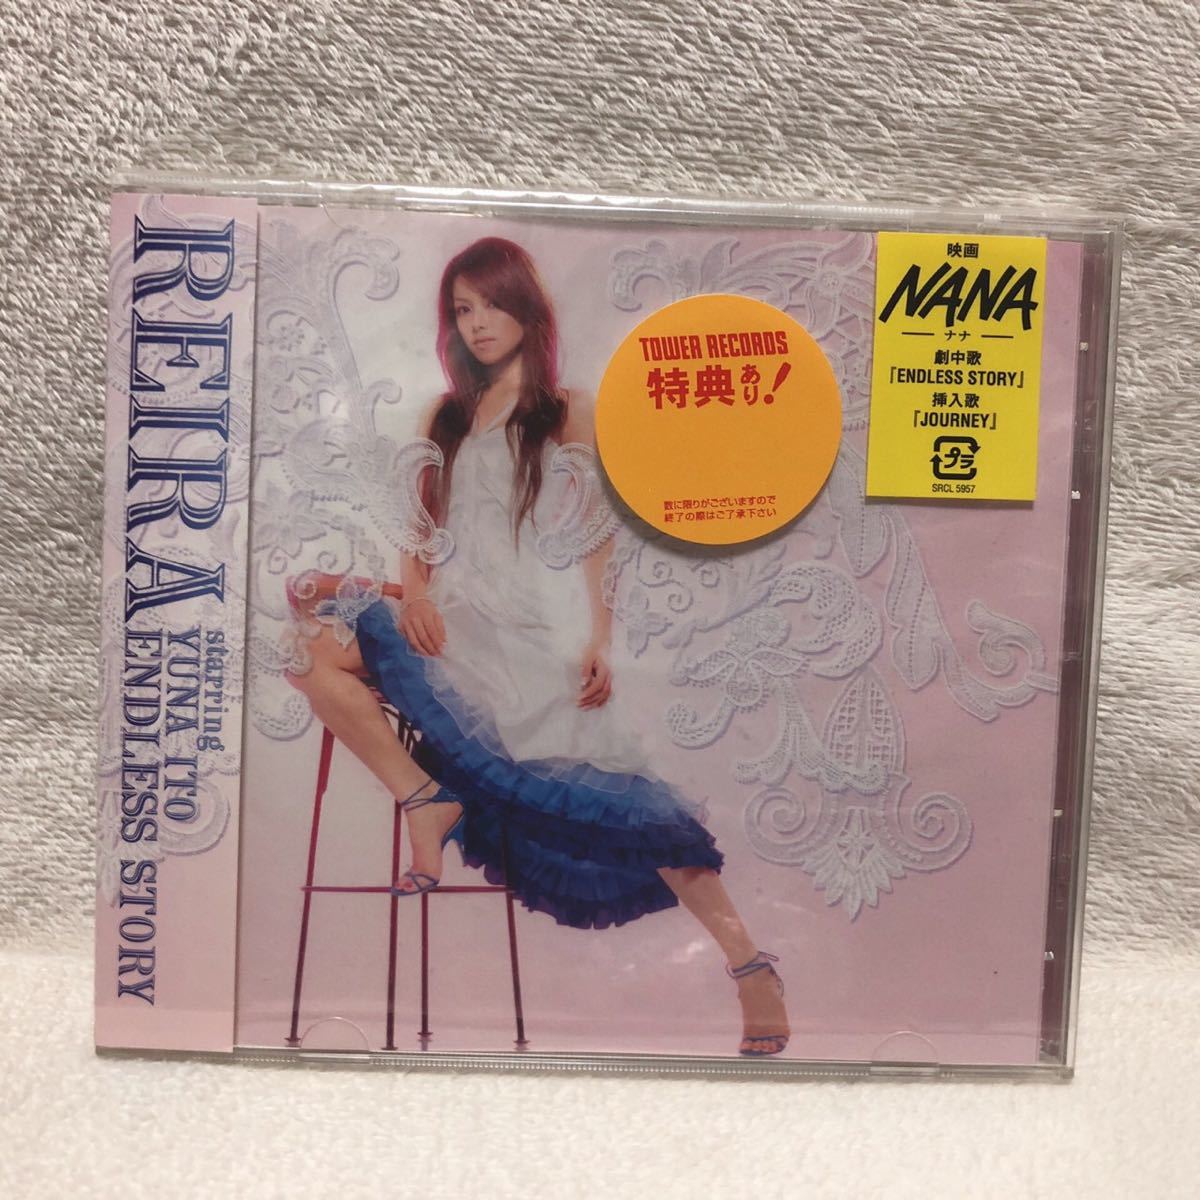 REIRA
starring
YUNA ITO
ENDLESS STORY
TOWER RECORDS
特典あり!
数に限りがございますので
終了の際はご了承下さい
映画
NANA
ナナ
劇中歌
『ENDLESS STORY』
挿入歌
『JOURNEY』
プラ
SRCL 5957